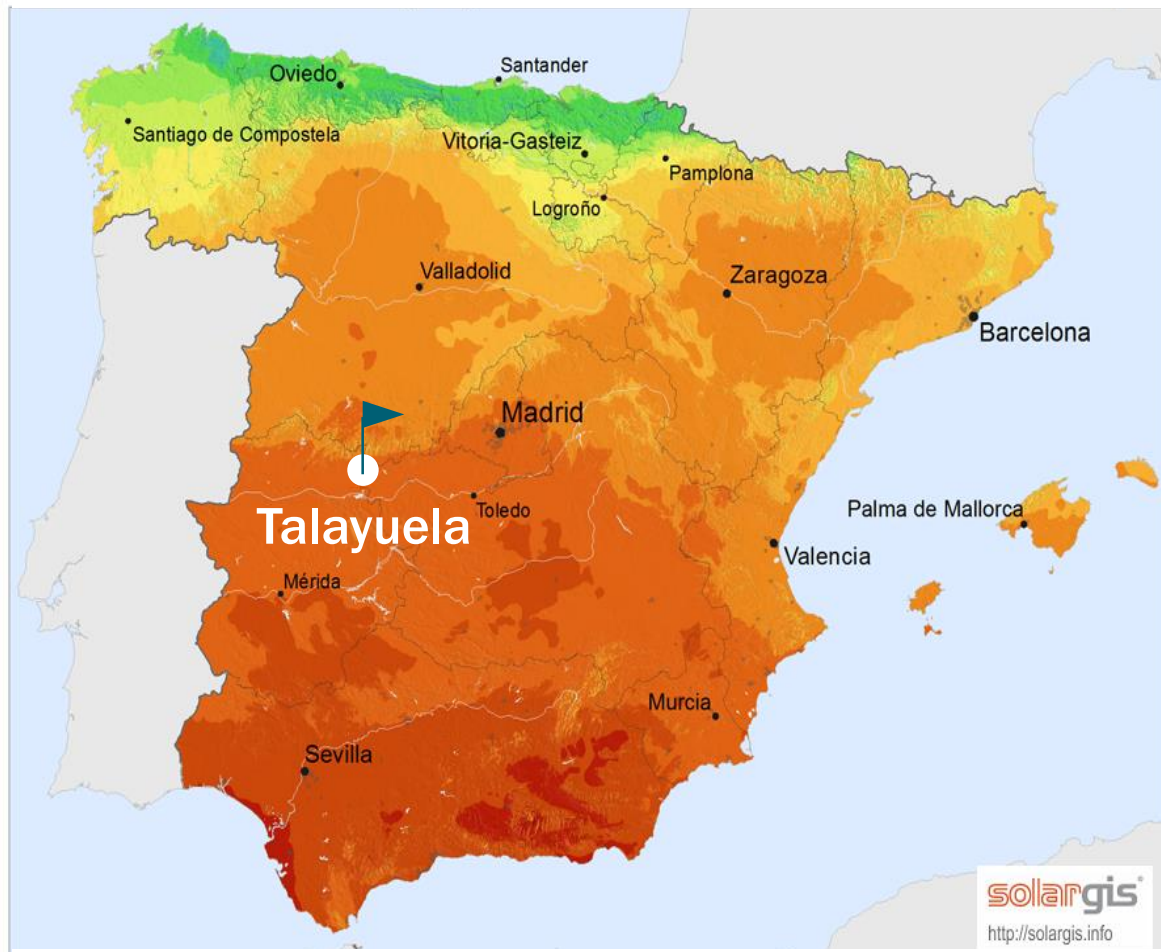 Santander
Oviedo
Santiago de Compostela
Vitoria-Gasteiz
Pamplona
Logroño
Valladolid
Zaragoza
Barcelona
Madrid
Toledo
Talayuela
Palma de Mallorca
Valencia
Mérida
Murcia
Sevilla
solargis
http://solargis.info